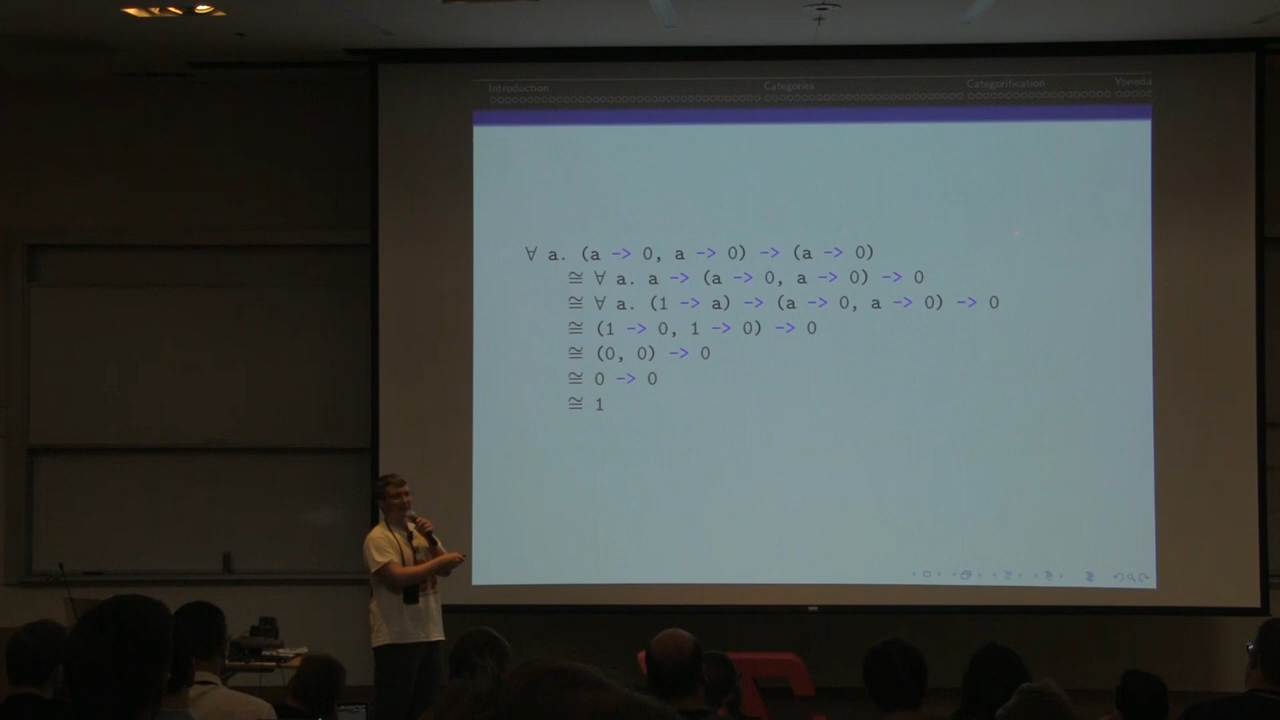 Introduction Categories Categorification Yoneda
∀ a. (a -> 0, a -> 0) -> (a -> 0)
≅ ∀ a. a -> (a -> 0, a -> 0) -> 0
≅ ∀ a. (1 -> a) -> (a -> 0, a -> 0) -> 0
≅ (1 -> 0, 1 -> 0) -> 0
≅ (0, 0) -> 0
≅ 0 -> 0
≅ 1